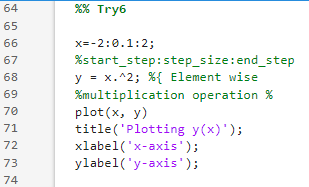 64 %% Try6
65
66 x=-2:0.1:2;
67 %start_step:step_size:end_step
68 y = x.^2; %{ Element wise
69 %multiplication operation %
70 plot(x, y)
71 title('Plotting y(x)');
72 xlabel('x-axis');
73 ylabel('y-axis');
74